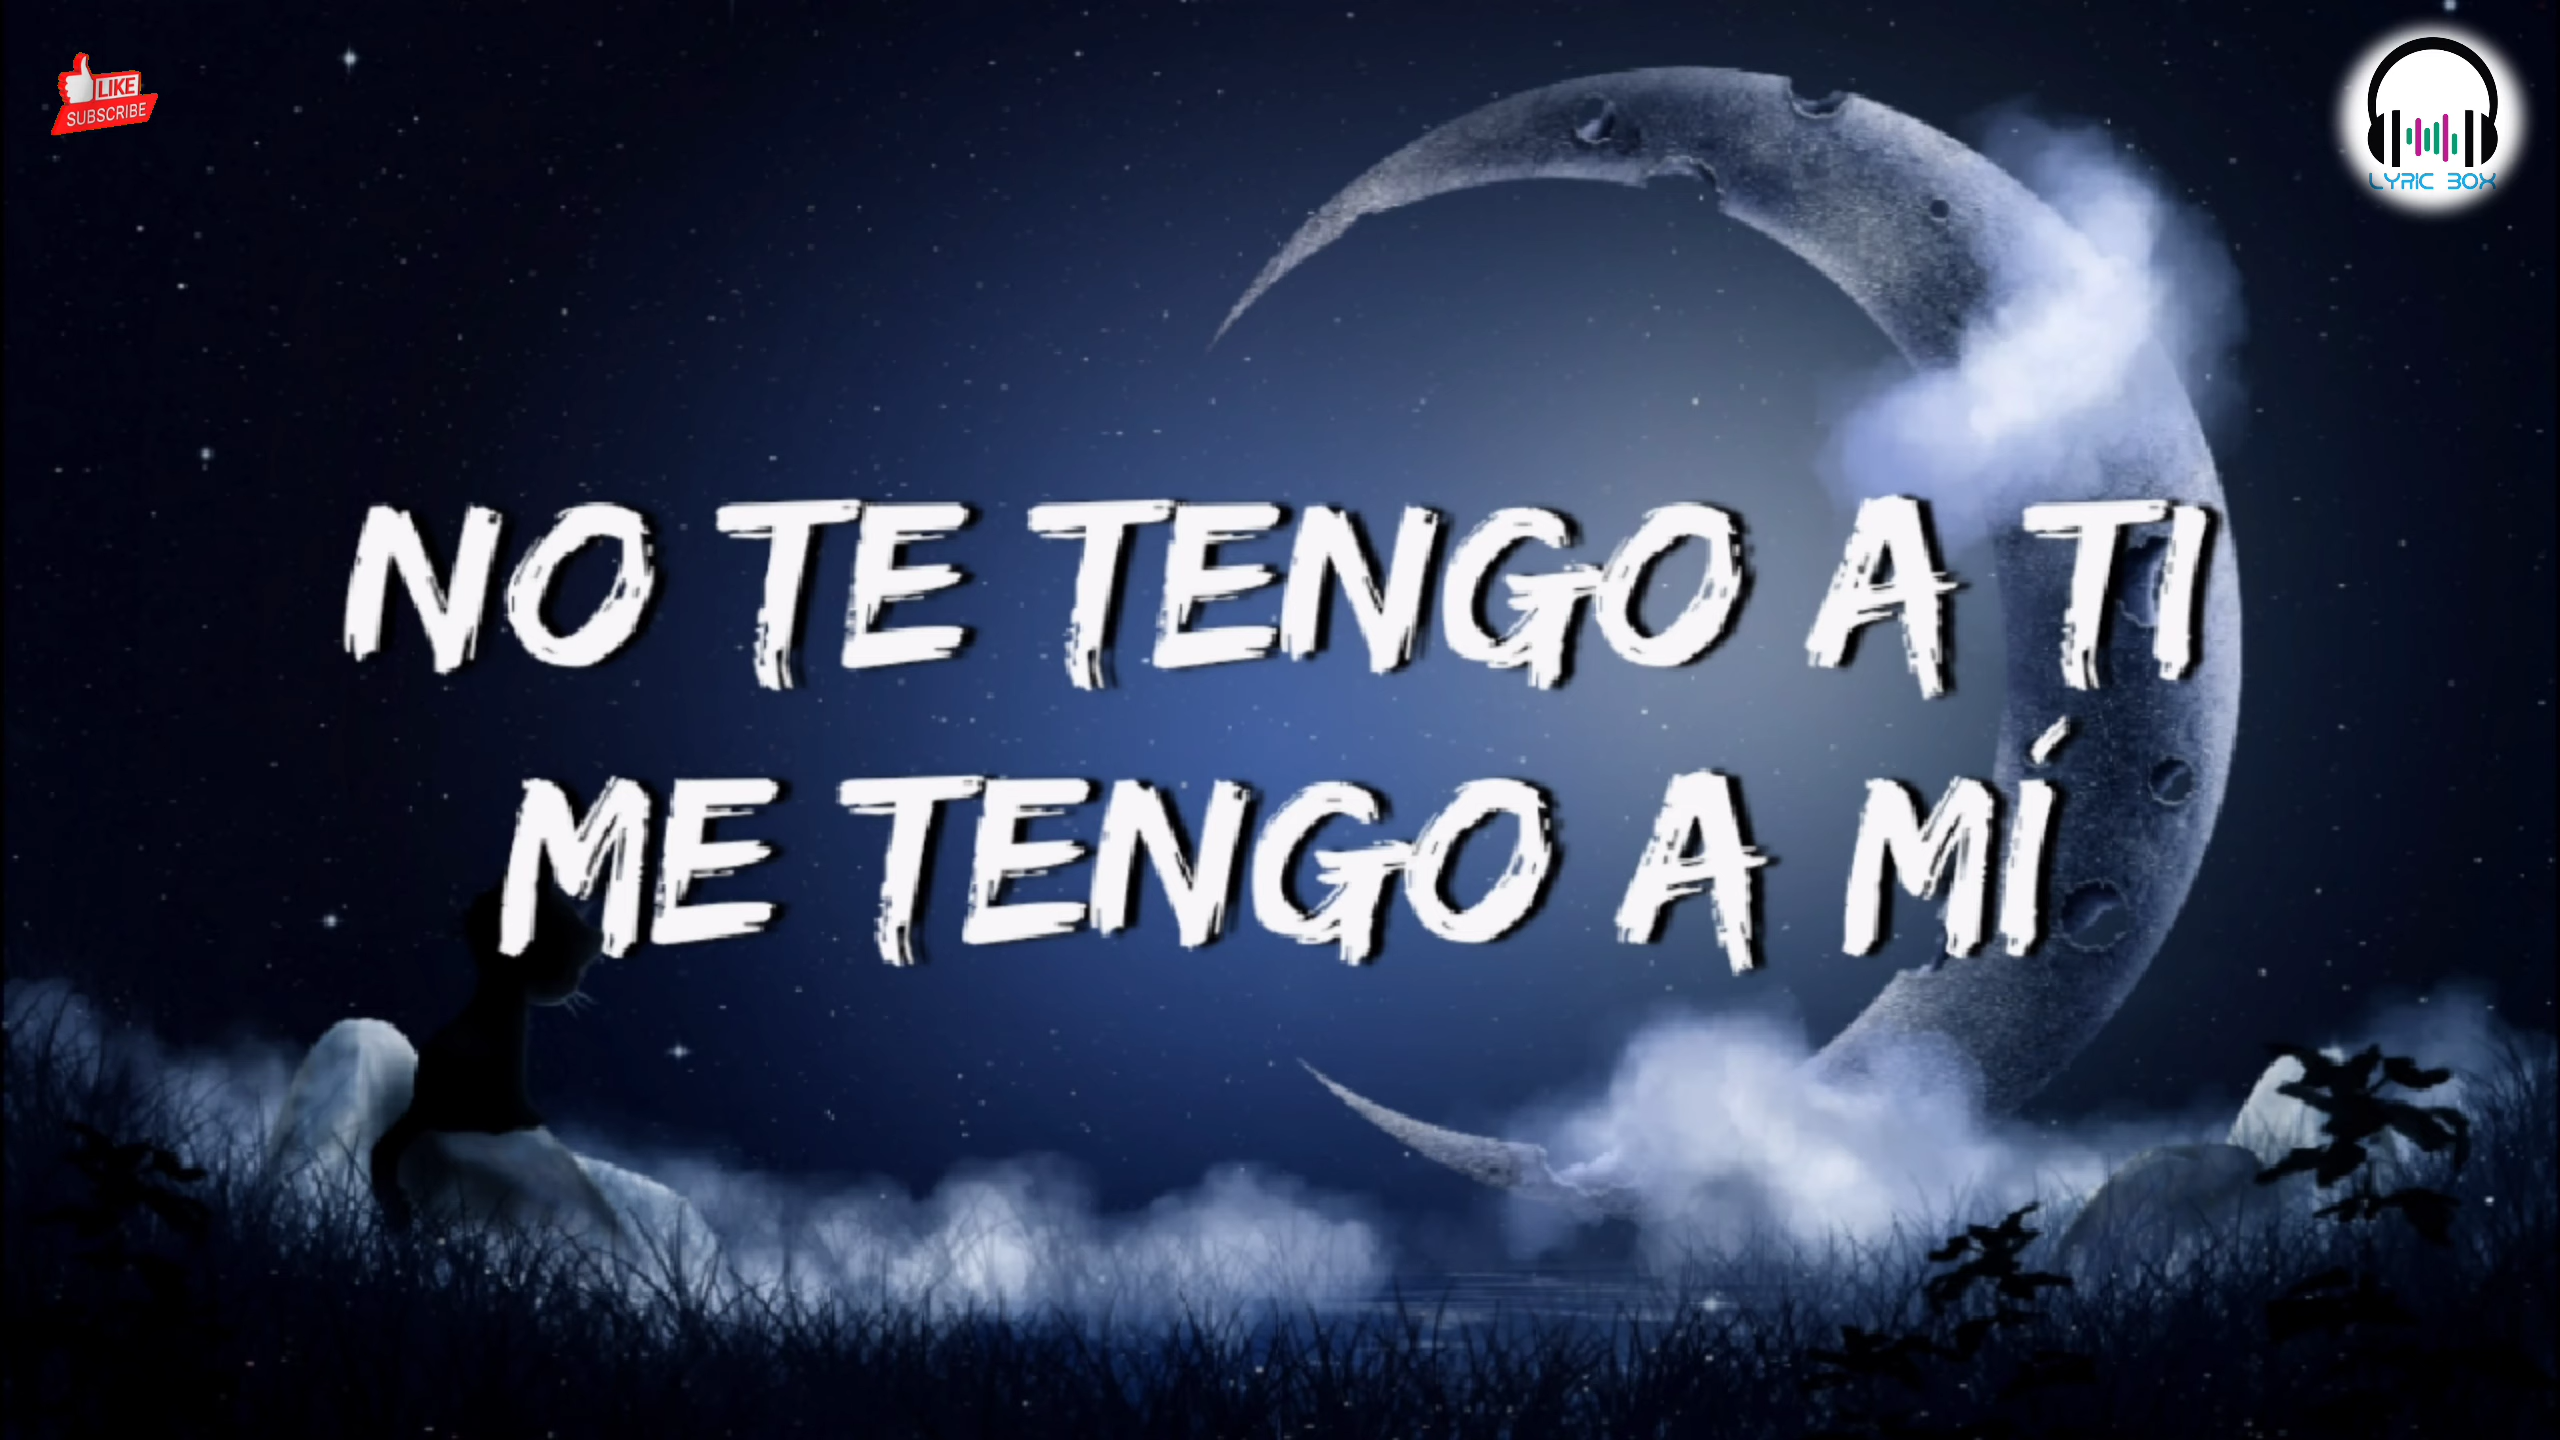 LIKE
SUBSCRIBE
LYRIC BOX
NO TE TENGO A TI
ME TENGO A MÍ